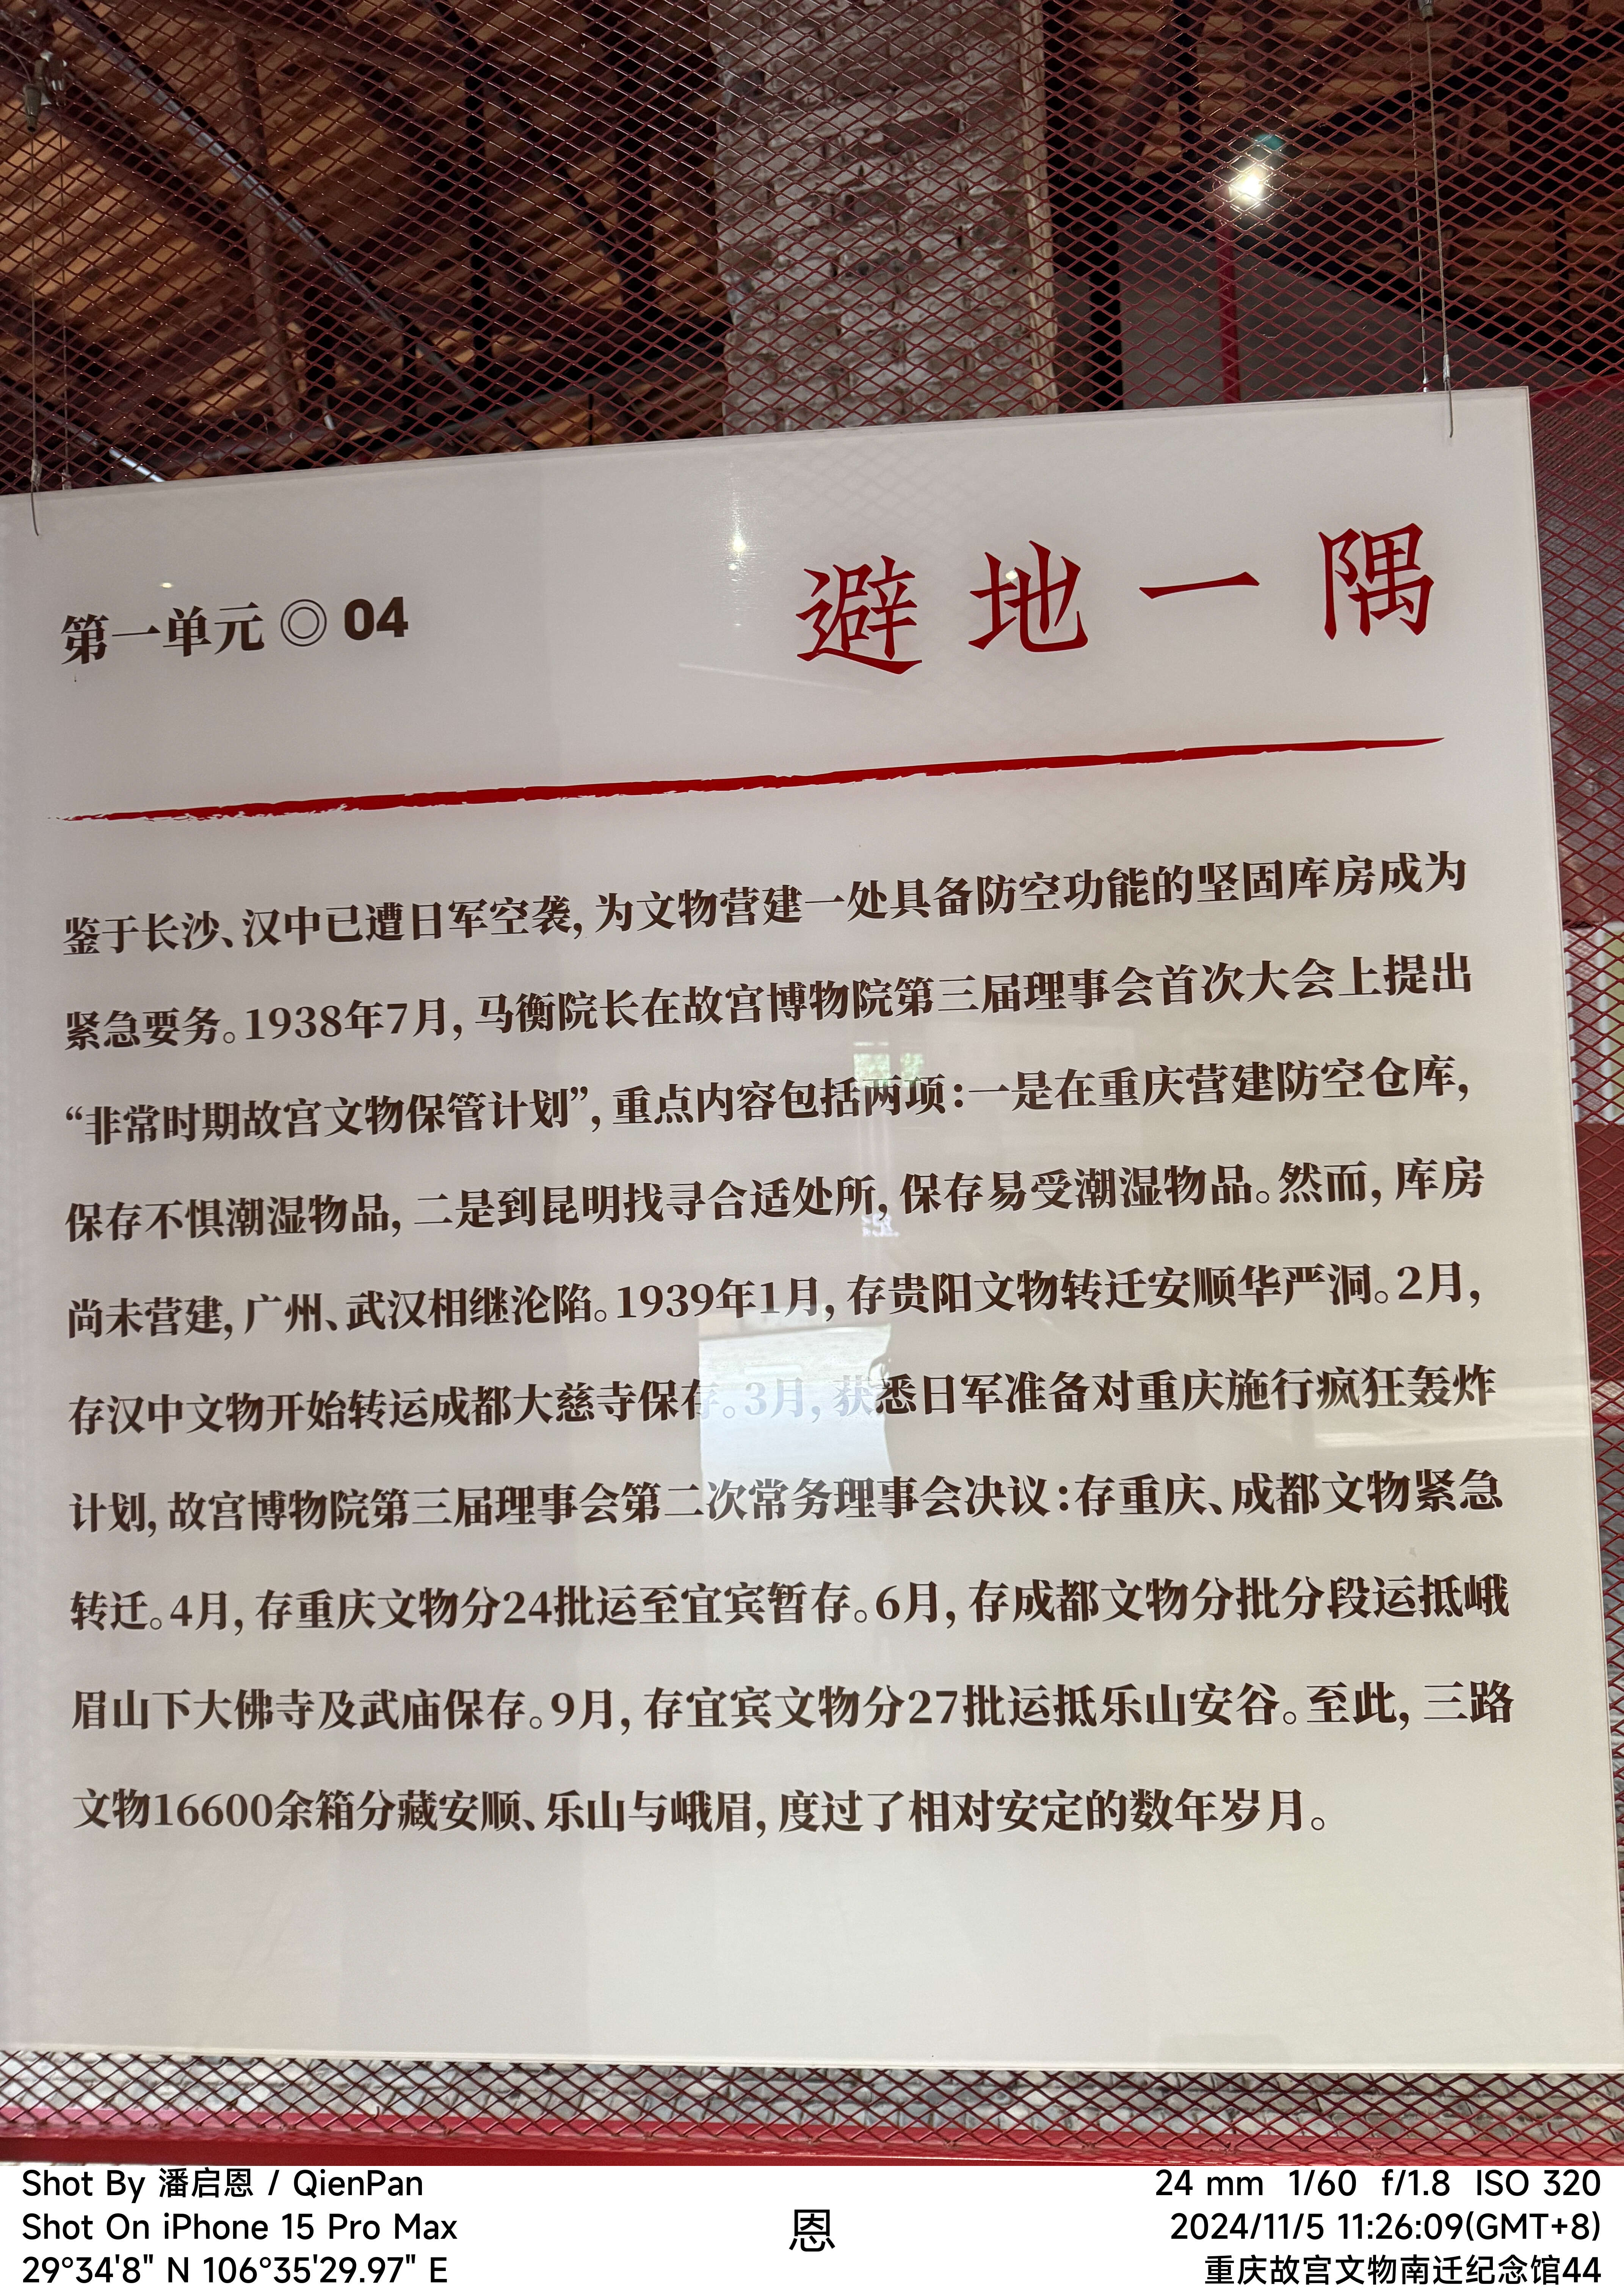 第一单元 ◎ 04
避地一隅
鉴于长沙、汉中已遭日军空袭，为文物营建一处具备防空功能的坚固库房成为
紧急要务。1938年7月，马衡院长在故宫博物院第三届理事会首次大会上提出
“非常时期故宫文物保管计划”，重点内容包括两项：一是在重庆营建防空仓库，
保存不惧潮湿物品，二是到昆明找寻合适处所，保存易受潮湿物品。然而，库房
尚未营建，广州、武汉相继沦陷。1939年1月，存贵阳文物转迁安顺华严洞。2月，
存汉中文物开始转运成都大慈寺保存。3月，获悉日军准备对重庆施行疯狂轰炸
计划，故宫博物院第三届理事会第二次常务理事会决议：存重庆、成都文物紧急
转迁。4月，存重庆文物分24批运至宜宾暂存。6月，存成都文物分批分段运抵峨
眉山下大佛寺及武庙保存。9月，存宜宾文物分27批运抵乐山安谷。至此，三路
文物16600余箱分藏安顺、乐山与峨眉，度过了相对安定的数年岁月。
Shot By 潘启恩 / QienPan
Shot On iPhone 15 Pro Max
29°34'8" N 106°35'29.97" E
恩
24 mm 1/60 f/1.8 ISO 320
2024/11/5 11:26:09(GMT+8)
重庆故宫文物南迁纪念馆44